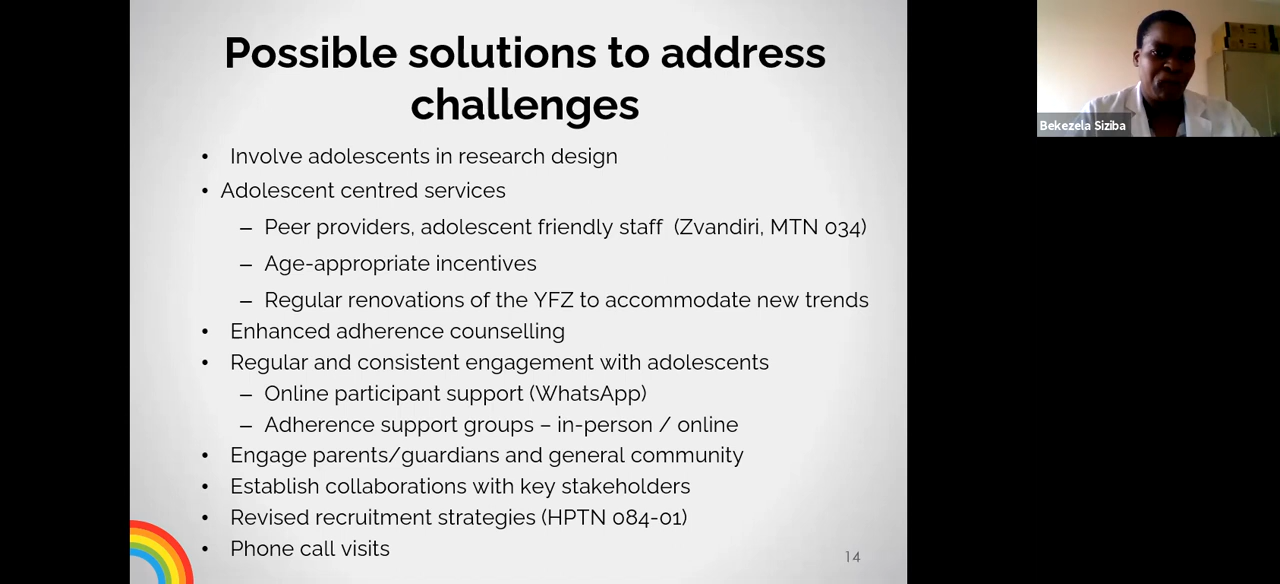 Possible solutions to address
challenges
• Involve adolescents in research design
• Adolescent centred services
– Peer providers, adolescent friendly staff (Zvandiri, MTN 034)
– Age-appropriate incentives
– Regular renovations of the YFZ to accommodate new trends
• Enhanced adherence counselling
• Regular and consistent engagement with adolescents
– Online participant support (WhatsApp)
– Adherence support groups – in-person / online
• Engage parents/guardians and general community
• Establish collaborations with key stakeholders
• Revised recruitment strategies (HPTN 084-01)
• Phone call visits
14
Bekezela Siziba